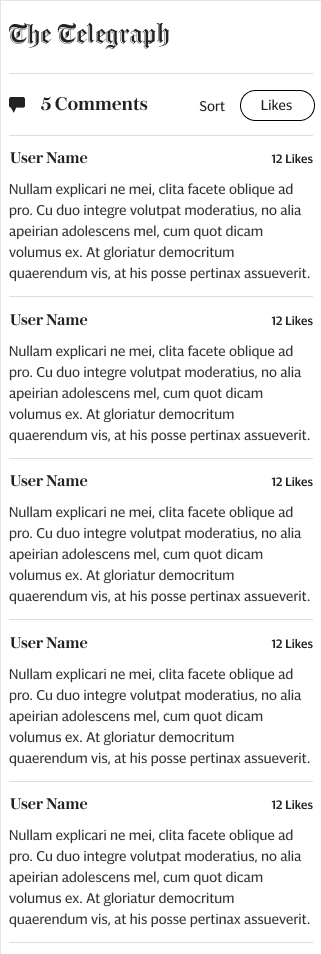 The Telegraph
5 Comments Sort Likes
User Name 12 Likes
Nullam explicari ne mei, clita facete oblique ad
pro. Cu duo integre volutpat moderatius, no alia
apeirian adolescens mel, cum quot dicam
volumus ex. At gloriatur democritum
quaerendum vis, at his posse pertinax assueverit.
User Name 12 Likes
Nullam explicari ne mei, clita facete oblique ad
pro. Cu duo integre volutpat moderatius, no alia
apeirian adolescens mel, cum quot dicam
volumus ex. At gloriatur democritum
quaerendum vis, at his posse pertinax assueverit.
User Name 12 Likes
Nullam explicari ne mei, clita facete oblique ad
pro. Cu duo integre volutpat moderatius, no alia
apeirian adolescens mel, cum quot dicam
volumus ex. At gloriatur democritum
quaerendum vis, at his posse pertinax assueverit.
User Name 12 Likes
Nullam explicari ne mei, clita facete oblique ad
pro. Cu duo integre volutpat moderatius, no alia
apeirian adolescens mel, cum quot dicam
volumus ex. At gloriatur democritum
quaerendum vis, at his posse pertinax assueverit.
User Name 12 Likes
Nullam explicari ne mei, clita facete oblique ad
pro. Cu duo integre volutpat moderatius, no alia
apeirian adolescens mel, cum quot dicam
volumus ex. At gloriatur democritum
quaerendum vis, at his posse pertinax assueverit.